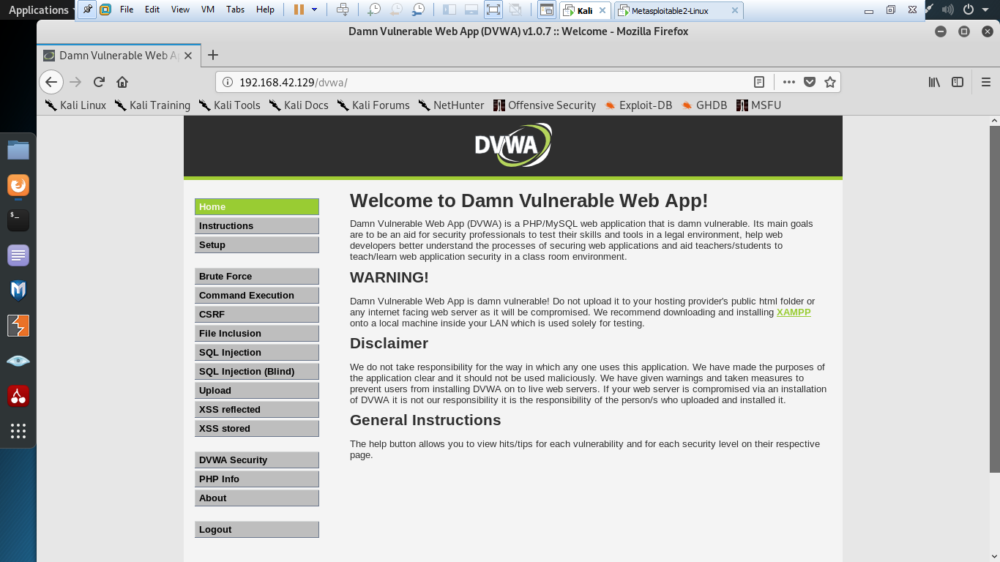 Applications
File Edit View VM Tabs Help
Kali
Metasploitable2-Linux
Damn Vulnerable Web App (DVWA) v1.0.7 :: Welcome - Mozilla Firefox
Damn Vulnerable Web Ap
192.168.42.129/dvwa/
Kali Linux Kali Training Kali Tools Kali Docs Kali Forums NetHunter Offensive Security Exploit-DB GHDB MSFU
DVWA
Home
Instructions
Setup
Brute Force
Command Execution
CSRF
File Inclusion
SQL Injection
SQL Injection (Blind)
Upload
XSS reflected
XSS stored
DVWA Security
PHP Info
About
Logout
Welcome to Damn Vulnerable Web App!
Damn Vulnerable Web App (DVWA) is a PHP/MySQL web application that is damn vulnerable. Its main goals
are to be an aid for security professionals to test their skills and tools in a legal environment, help web
developers better understand the processes of securing web applications and aid teachers/students to
teach/learn web application security in a class room environment.
WARNING!
Damn Vulnerable Web App is damn vulnerable! Do not upload it to your hosting provider's public html folder or
any internet facing web server as it will be compromised. We recommend downloading and installing XAMPP
onto a local machine inside your LAN which is used solely for testing.
Disclaimer
We do not take responsibility for the way in which any one uses this application. We have made the purposes of
the application clear and it should not be used maliciously. We have given warnings and taken measures to
prevent users from installing DVWA on to live web servers. If your web server is compromised via an installation
of DVWA it is not our responsibility it is the responsibility of the person/s who uploaded and installed it.
General Instructions
The help button allows you to view hits/tips for each vulnerability and for each security level on their respective
page.